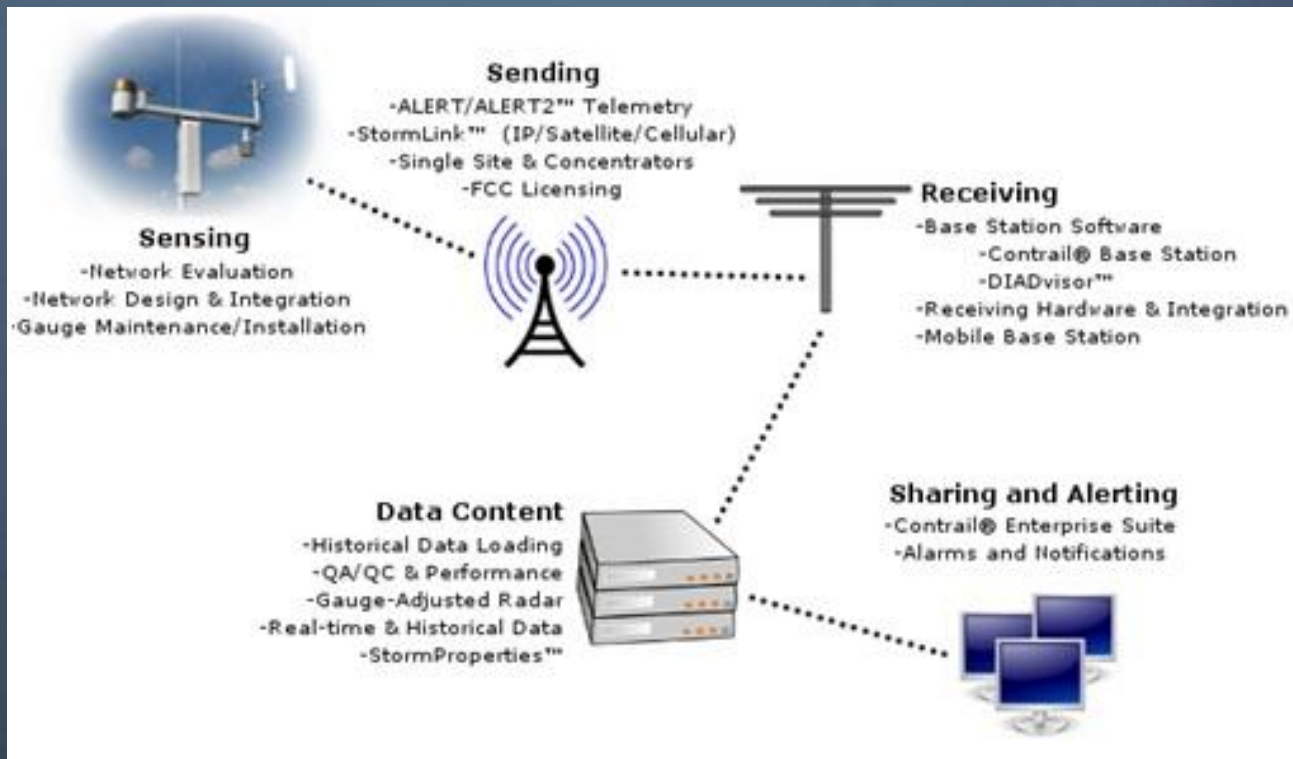 Sending
-ALERT/ALERT2™ Telemetry
-StormLink™ (IP/Satellite/Cellular)
-Single Site & Concentrators
-FCC Licensing
Sensing
-Network Evaluation
-Network Design & Integration
-Gauge Maintenance/Installation
Receiving
-Base Station Software
-Contrail® Base Station
-DIADvisor™
-Receiving Hardware & Integration
-Mobile Base Station
Data Content
-Historical Data Loading
-QA/QC & Performance
-Gauge-Adjusted Radar
-Real-time & Historical Data
-StormProperties™
Sharing and Alerting
-Contrail® Enterprise Suite
-Alarms and Notifications